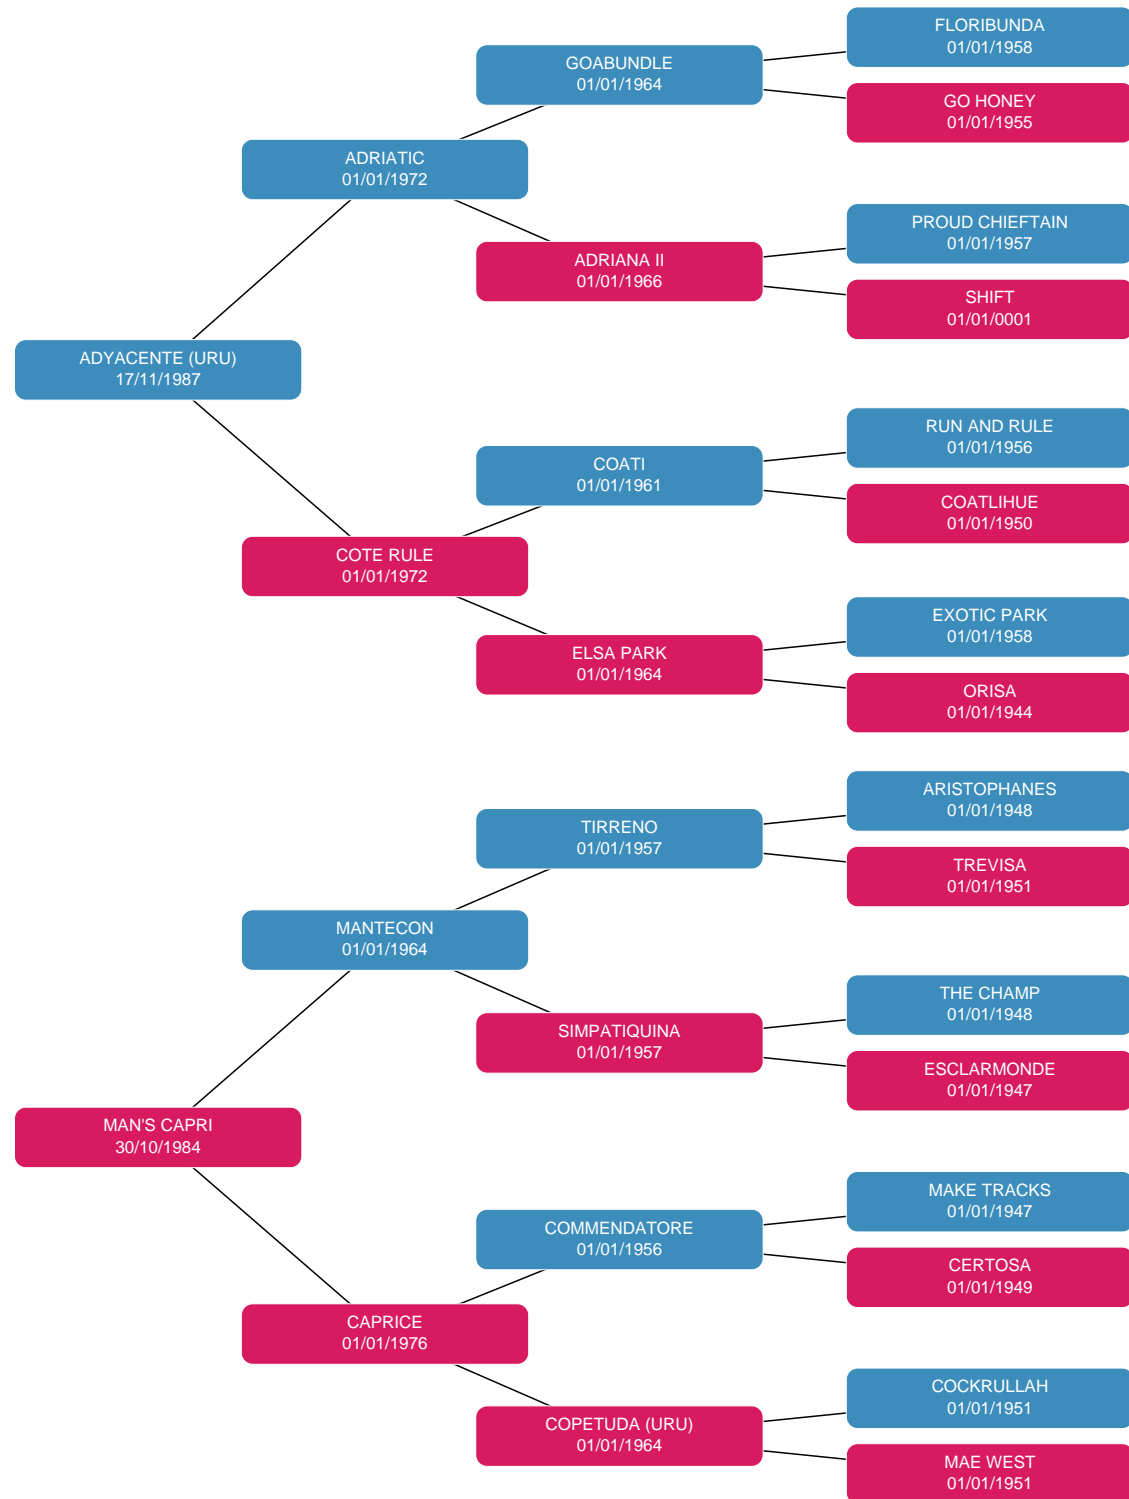 FLORIBUNDA
01/01/1958
GOABUNDLE
01/01/1964
GO HONEY
01/01/1955
ADRIATIC
01/01/1972
PROUD CHIEFTAIN
01/01/1957
ADRIANA II
01/01/1966
SHIFT
01/01/0001
ADYACENTE (URU)
17/11/1987
RUN AND RULE
01/01/1956
COATI
01/01/1961
COATLIHUE
01/01/1950
COTE RULE
01/01/1972
EXOTIC PARK
01/01/1958
ELSA PARK
01/01/1964
ORISA
01/01/1944
ARISTOPHANES
01/01/1948
TIRRENO
01/01/1957
TREVISA
01/01/1951
MANTECON
01/01/1964
THE CHAMP
01/01/1948
SIMPATIQUINA
01/01/1957
ESCLARMONDE
01/01/1947
MAN'S CAPRI
30/10/1984
MAKE TRACKS
01/01/1947
COMMENDATORE
01/01/1956
CERTOSA
01/01/1949
CAPRICE
01/01/1976
COCKRULLAH
01/01/1951
COPETUDA (URU)
01/01/1964
MAE WEST
01/01/1951